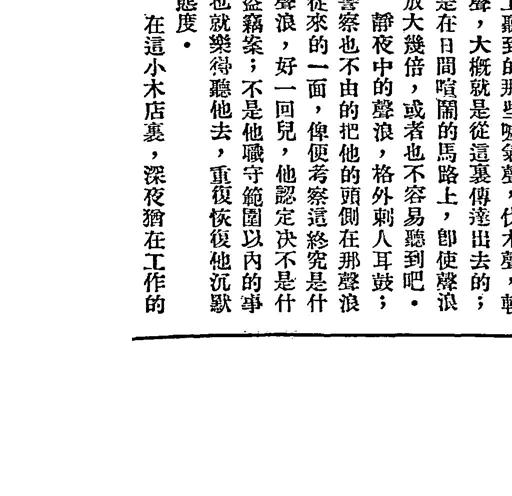 上聽到的那些噓氣聲，伐木聲，
聲，大概就是從這裏傳達出去的；
是在日間喧鬧的馬路上，卽使聲浪
放大幾倍，或者也不容易聽到吧．
靜夜中的聲浪，格外刺人耳鼓；
警察也不由的把他的頭側在那聲浪
從來的一面，俾便考察這終究是什
聲浪，好一回兒，他認定決不是什
盜竊案；不是他職守範圍以內的事
也就樂得聽他去，重復恢復他沉默
態度．
在這小木店裏，深夜猶在工作的